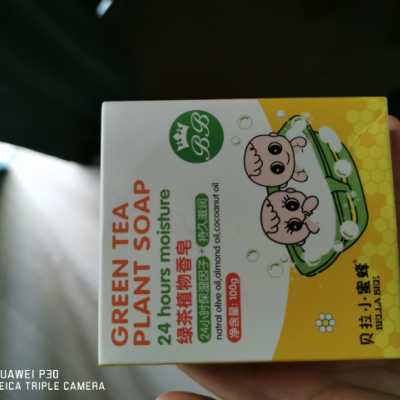 GREEN TEA
PLANT SOAP
24 hours moisture
绿茶植物香皂
24小时保湿因子+持久滋润
natral olive oil,almond oil,cocoanut oil
净含量:100g
B.B
贝拉小蜜蜂
BELLA BEE
HUAWEI P30
LEICA TRIPLE CAMERA